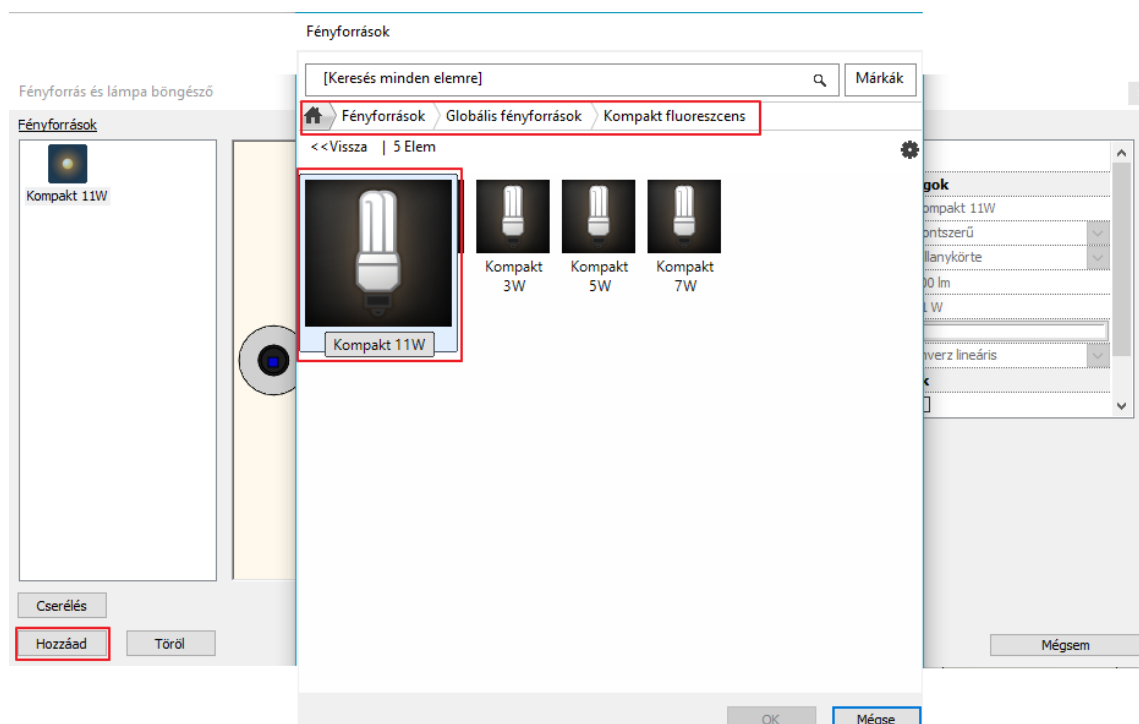 Fényforrások
[Keresés minden elemre]
Márkák
Fényforrás és lámpa böngésző
Fényforrások
Fényforrások
Globális fényforrások
Kompakt fluoreszcens
<<Vissza | 5 Elem
Kompakt 11W
Kompakt 11W
Kompakt
3W
Kompakt
5W
Kompakt
7W
gok
ompakt 11W
ontszerű
llanykörte
00 lm
1 W
nverz lineáris
k
Cserélés
Hozzáad
Töröl
Mégsem
OK
Mégse